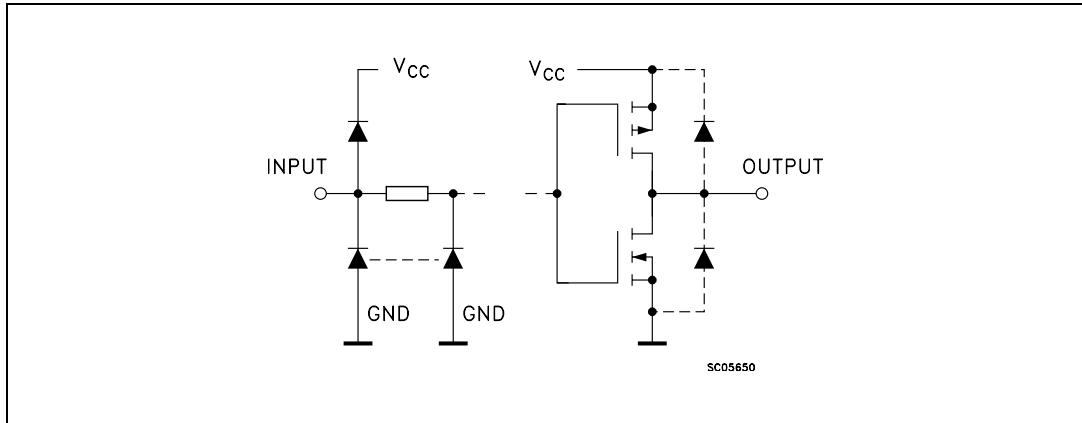 VCC
VCC
INPUT
OUTPUT
GND
GND
SC05650